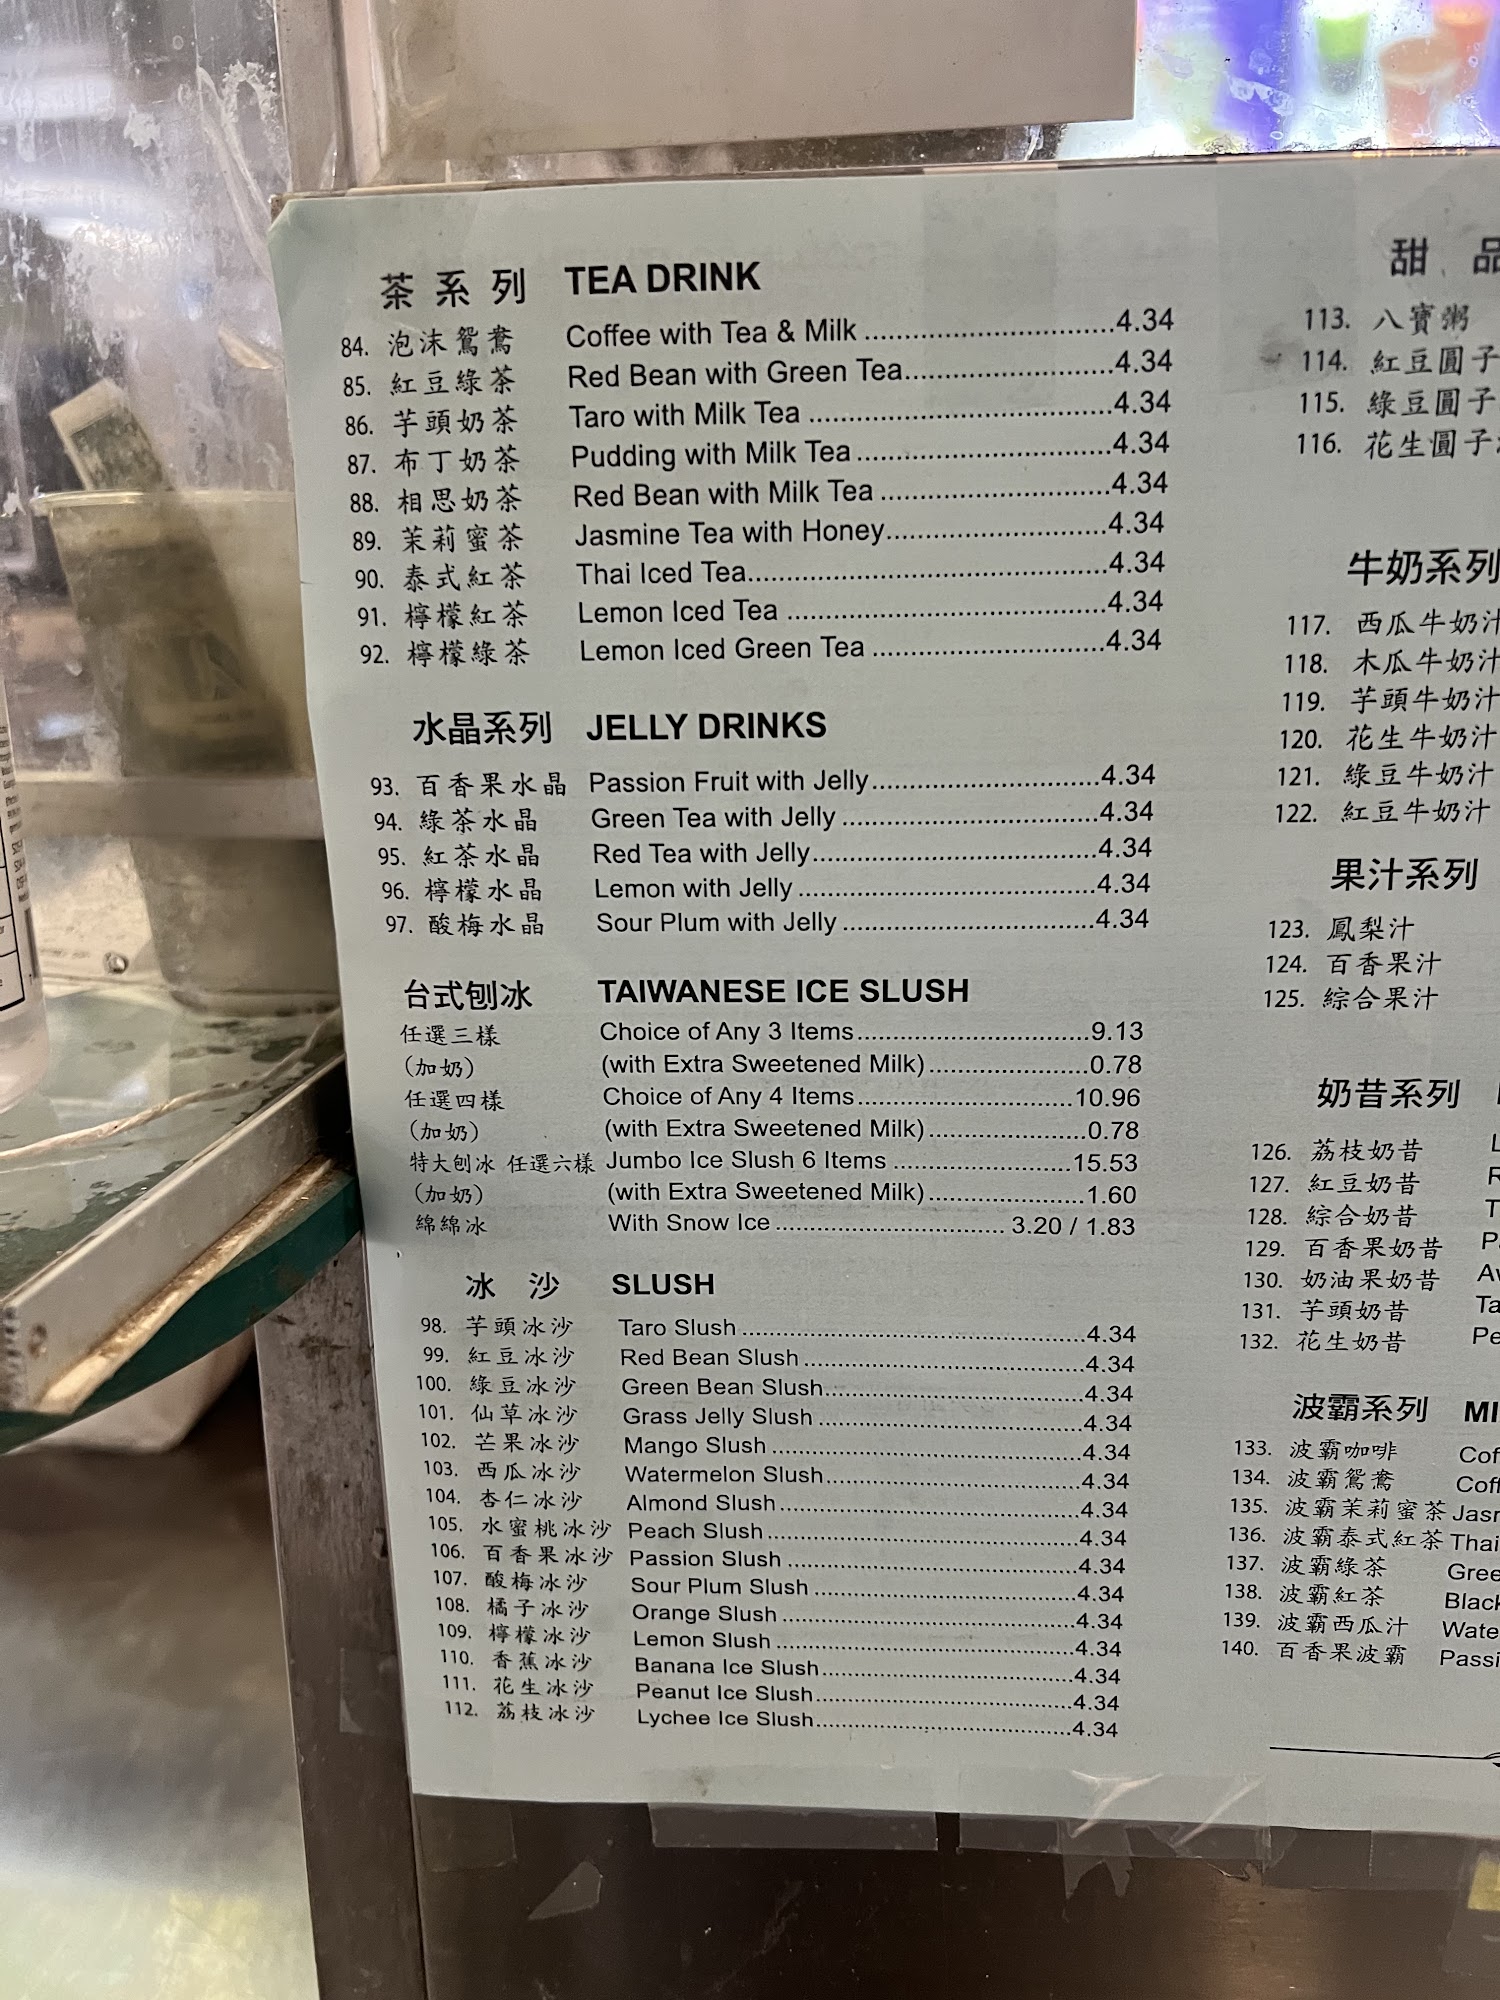 茶系列 TEA DRINK
84. 泡沫鴛鴦 Coffee with Tea & Milk 4.34
85. 紅豆綠茶 Red Bean with Green Tea 4.34
86. 芋頭奶茶 Taro with Milk Tea 4.34
87. 布丁奶茶 Pudding with Milk Tea 4.34
88. 相思奶茶 Red Bean with Milk Tea 4.34
89. 茉莉蜜茶 Jasmine Tea with Honey 4.34
90. 泰式紅茶 Thai Iced Tea 4.34
91. 檸檬紅茶 Lemon Iced Tea 4.34
92. 檸檬綠茶 Lemon Iced Green Tea 4.34
水晶系列 JELLY DRINKS
93. 百香果水晶 Passion Fruit with Jelly 4.34
94. 綠茶水晶 Green Tea with Jelly 4.34
95. 紅茶水晶 Red Tea with Jelly 4.34
96. 檸檬水晶 Lemon with Jelly 4.34
97. 酸梅水晶 Sour Plum with Jelly 4.34
台式刨冰 TAIWANESE ICE SLUSH
任選三樣 Choice of Any 3 Items 9.13
(加奶) (with Extra Sweetened Milk) 0.78
任選四樣 Choice of Any 4 Items 10.96
(加奶) (with Extra Sweetened Milk) 0.78
特大刨冰 任選六樣 Jumbo Ice Slush 6 Items 15.53
(加奶) (with Extra Sweetened Milk) 1.60
綿綿冰 With Snow Ice 3.20 / 1.83
冰沙 SLUSH
98. 芋頭冰沙 Taro Slush 4.34
99. 紅豆冰沙 Red Bean Slush 4.34
100. 綠豆冰沙 Green Bean Slush 4.34
101. 仙草冰沙 Grass Jelly Slush 4.34
102. 芒果冰沙 Mango Slush 4.34
103. 西瓜冰沙 Watermelon Slush 4.34
104. 杏仁冰沙 Almond Slush 4.34
105. 水蜜桃冰沙 Peach Slush 4.34
106. 百香果冰沙 Passion Slush 4.34
107. 酸梅冰沙 Sour Plum Slush 4.34
108. 橘子冰沙 Orange Slush 4.34
109. 檸檬冰沙 Lemon Slush 4.34
110. 香蕉冰沙 Banana Ice Slush 4.34
111. 花生冰沙 Peanut Ice Slush 4.34
112. 荔枝冰沙 Lychee Ice Slush 4.34
甜品
113. 八寶粥
114. 紅豆圓子
115. 綠豆圓子
116. 花生圓子
牛奶系列
117. 西瓜牛奶汁
118. 木瓜牛奶汁
119. 芋頭牛奶汁
120. 花生牛奶汁
121. 綠豆牛奶汁
122. 紅豆牛奶汁
果汁系列
123. 鳳梨汁
124. 百香果汁
125. 綜合果汁
奶昔系列
126. 荔枝奶昔 L
127. 紅豆奶昔 R
128. 綜合奶昔 T
129. 百香果奶昔 Pa
130. 奶油果奶昔 Av
131. 芋頭奶昔 Ta
132. 花生奶昔 Pe
波霸系列 MI
133. 波霸咖啡 Cof
134. 波霸鴛鴦 Coff
135. 波霸茉莉蜜茶 Jasr
136. 波霸泰式紅茶 Thai
137. 波霸綠茶 Gree
138. 波霸紅茶 Black
139. 波霸西瓜汁 Wate
140. 百香果波霸 Passi